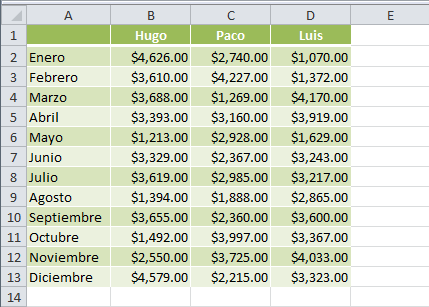 A B C D E
1 Hugo Paco Luis
2 Enero $4,626.00 $2,740.00 $1,070.00
3 Febrero $3,610.00 $4,227.00 $1,372.00
4 Marzo $3,688.00 $1,269.00 $4,170.00
5 Abril $3,393.00 $3,160.00 $3,919.00
6 Mayo $1,213.00 $2,928.00 $1,629.00
7 Junio $3,329.00 $2,367.00 $3,243.00
8 Julio $3,619.00 $2,985.00 $3,217.00
9 Agosto $1,394.00 $1,888.00 $2,865.00
10 Septiembre $3,655.00 $2,360.00 $3,600.00
11 Octubre $1,492.00 $3,997.00 $3,367.00
12 Noviembre $2,550.00 $3,725.00 $4,033.00
13 Diciembre $4,579.00 $2,215.00 $3,323.00
14